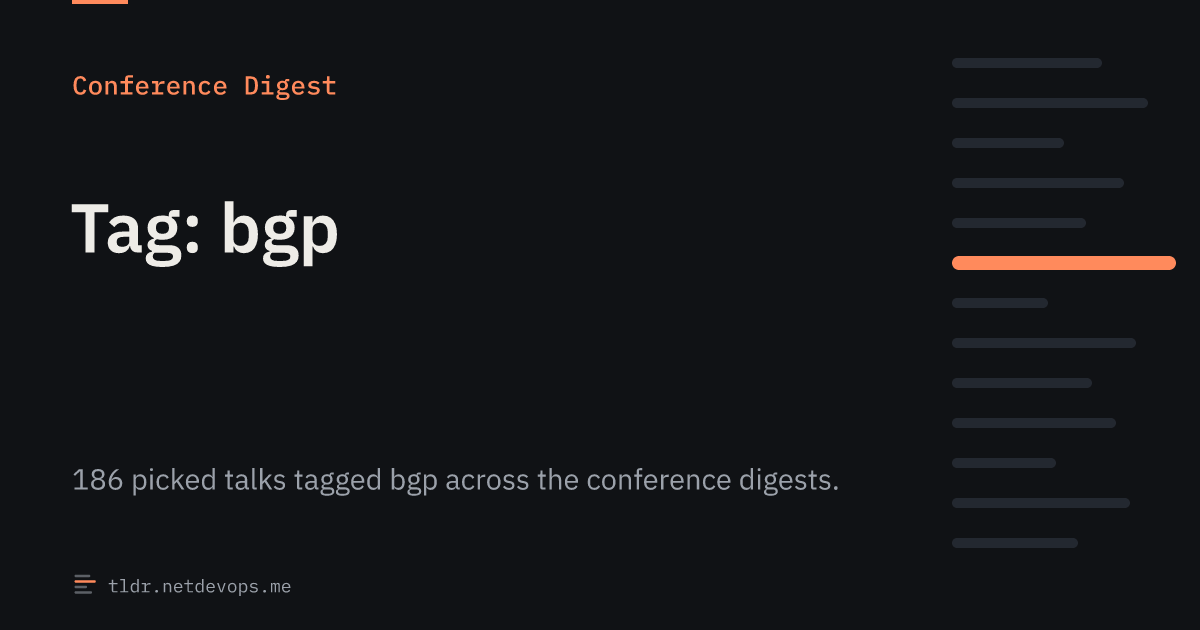 Conference Digest
Tag: bgp
186 picked talks tagged bgp across the conference digests.
tldr.netdevops.me